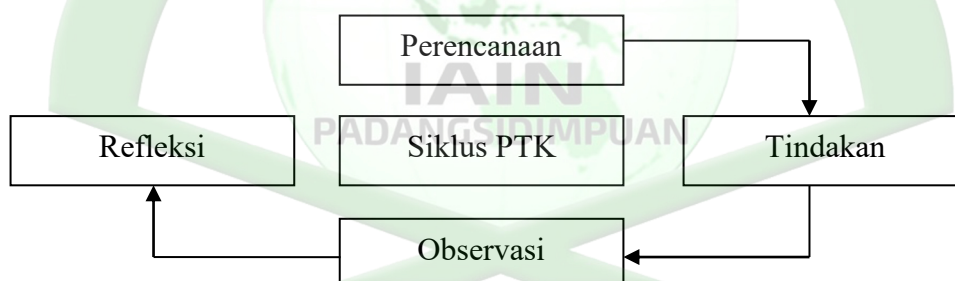 Perencanaan
IAIN
PADANGSIDIMPUAN
Refleksi
Siklus PTK
Tindakan
Observasi